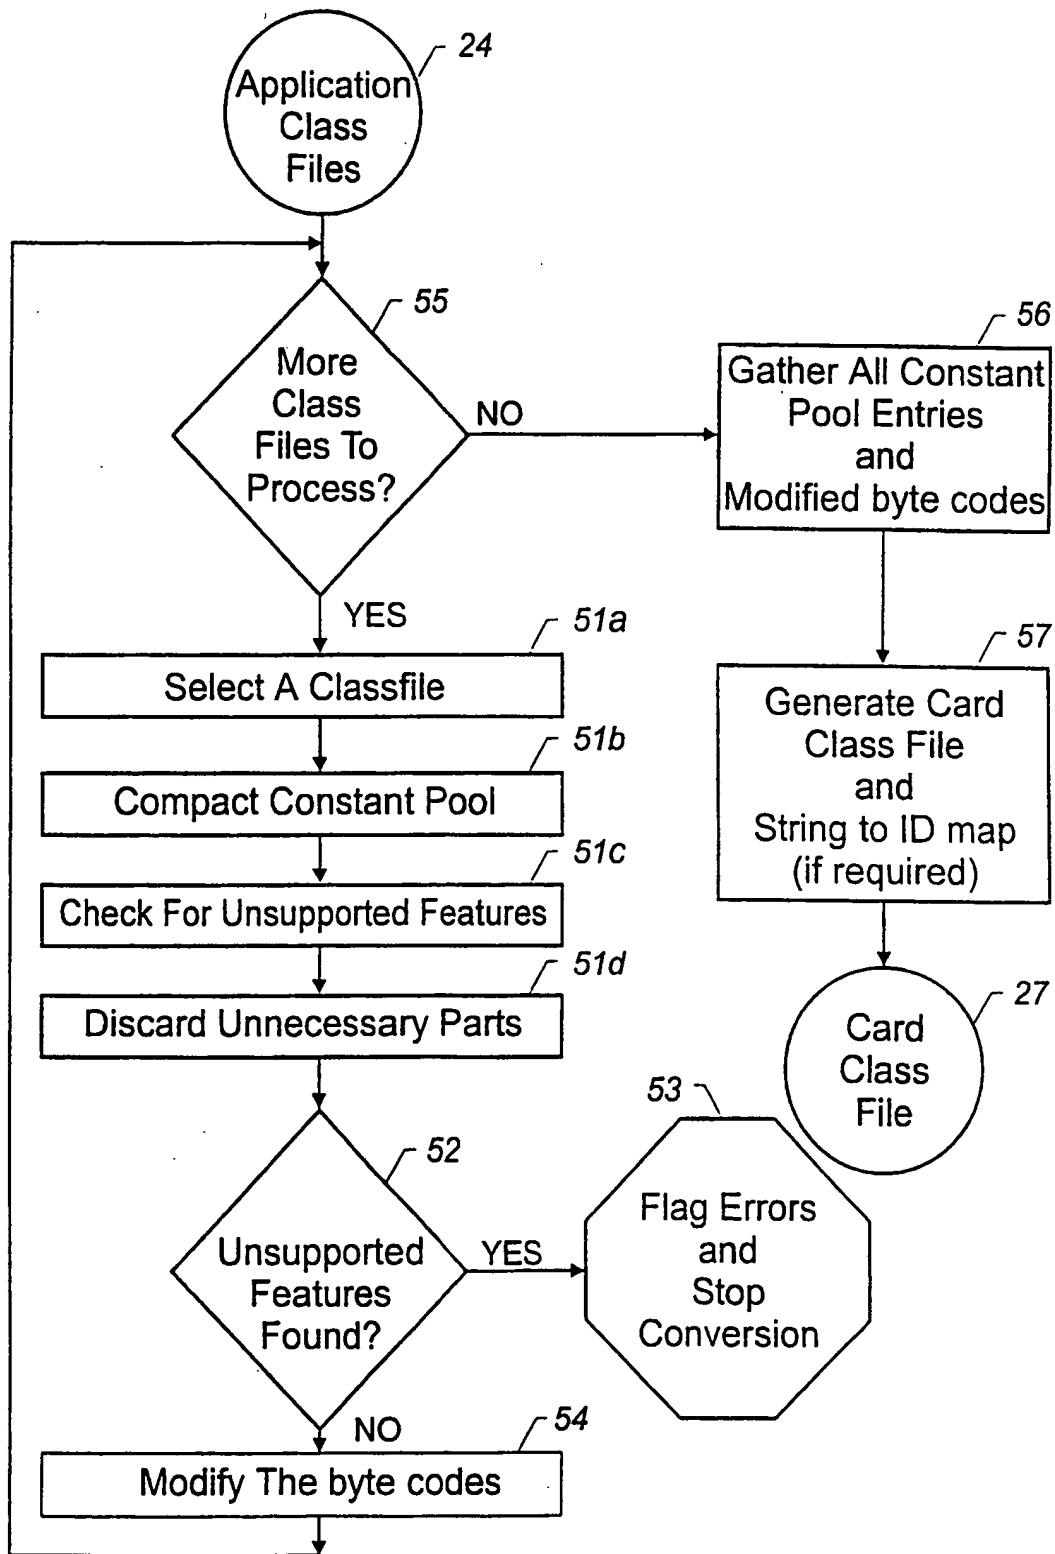 24
Application
Class
Files
55
More
Class
Files To
Process?
NO
56
Gather All Constant
Pool Entries
and
Modified byte codes
YES
51a
Select A Classfile
51b
Compact Constant Pool
51c
Check For Unsupported Features
51d
Discard Unnecessary Parts
57
Generate Card
Class File
and
String to ID map
(if required)
27
Card
Class
File
52
Unsupported
Features
Found?
YES
53
Flag Errors
and
Stop
Conversion
NO
54
Modify The byte codes